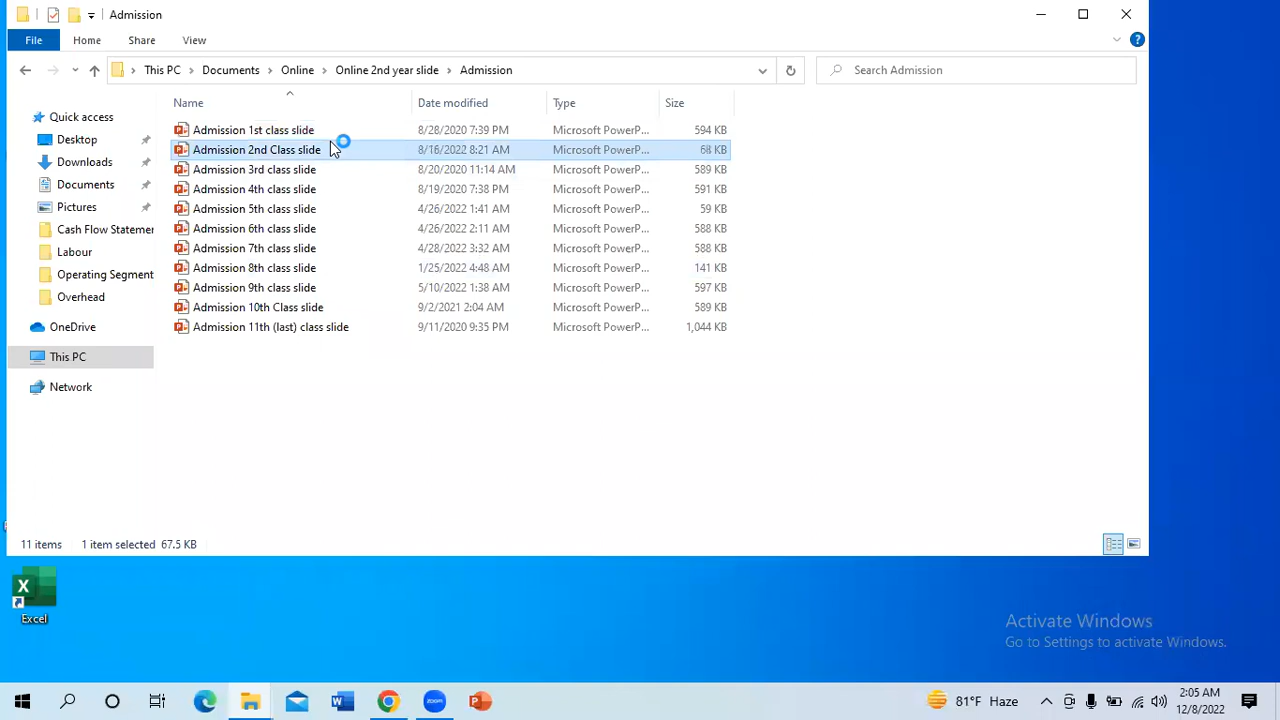 Admission
File Home Share View
This PC > Documents > Online > Online 2nd year slide > Admission
Search Admission
Name Date modified Type Size
Admission 1st class slide 8/28/2020 7:39 PM Microsoft PowerP... 594 KB
Admission 2nd Class slide 8/16/2022 8:21 AM Microsoft PowerP... 68 KB
Admission 3rd class slide 8/20/2020 11:14 AM Microsoft PowerP... 589 KB
Admission 4th class slide 8/19/2020 7:38 PM Microsoft PowerP... 591 KB
Admission 5th class slide 4/26/2022 1:41 AM Microsoft PowerP... 59 KB
Admission 6th class slide 4/26/2022 2:11 AM Microsoft PowerP... 588 KB
Admission 7th class slide 4/28/2022 3:32 AM Microsoft PowerP... 588 KB
Admission 8th class slide 1/25/2022 4:48 AM Microsoft PowerP... 141 KB
Admission 9th class slide 5/10/2022 1:38 AM Microsoft PowerP... 597 KB
Admission 10th Class slide 9/2/2021 2:04 AM Microsoft PowerP... 589 KB
Admission 11th (last) class slide 9/11/2020 9:35 PM Microsoft PowerP... 1,044 KB
Quick access
Desktop
Downloads
Documents
Pictures
Cash Flow Stateme
Labour
Operating Segment
Overhead
OneDrive
This PC
Network
11 items 1 item selected 67.5 KB
Excel
Activate Windows
Go to Settings to activate Windows.
zoom
81°F Haze
2:05 AM
12/8/2022